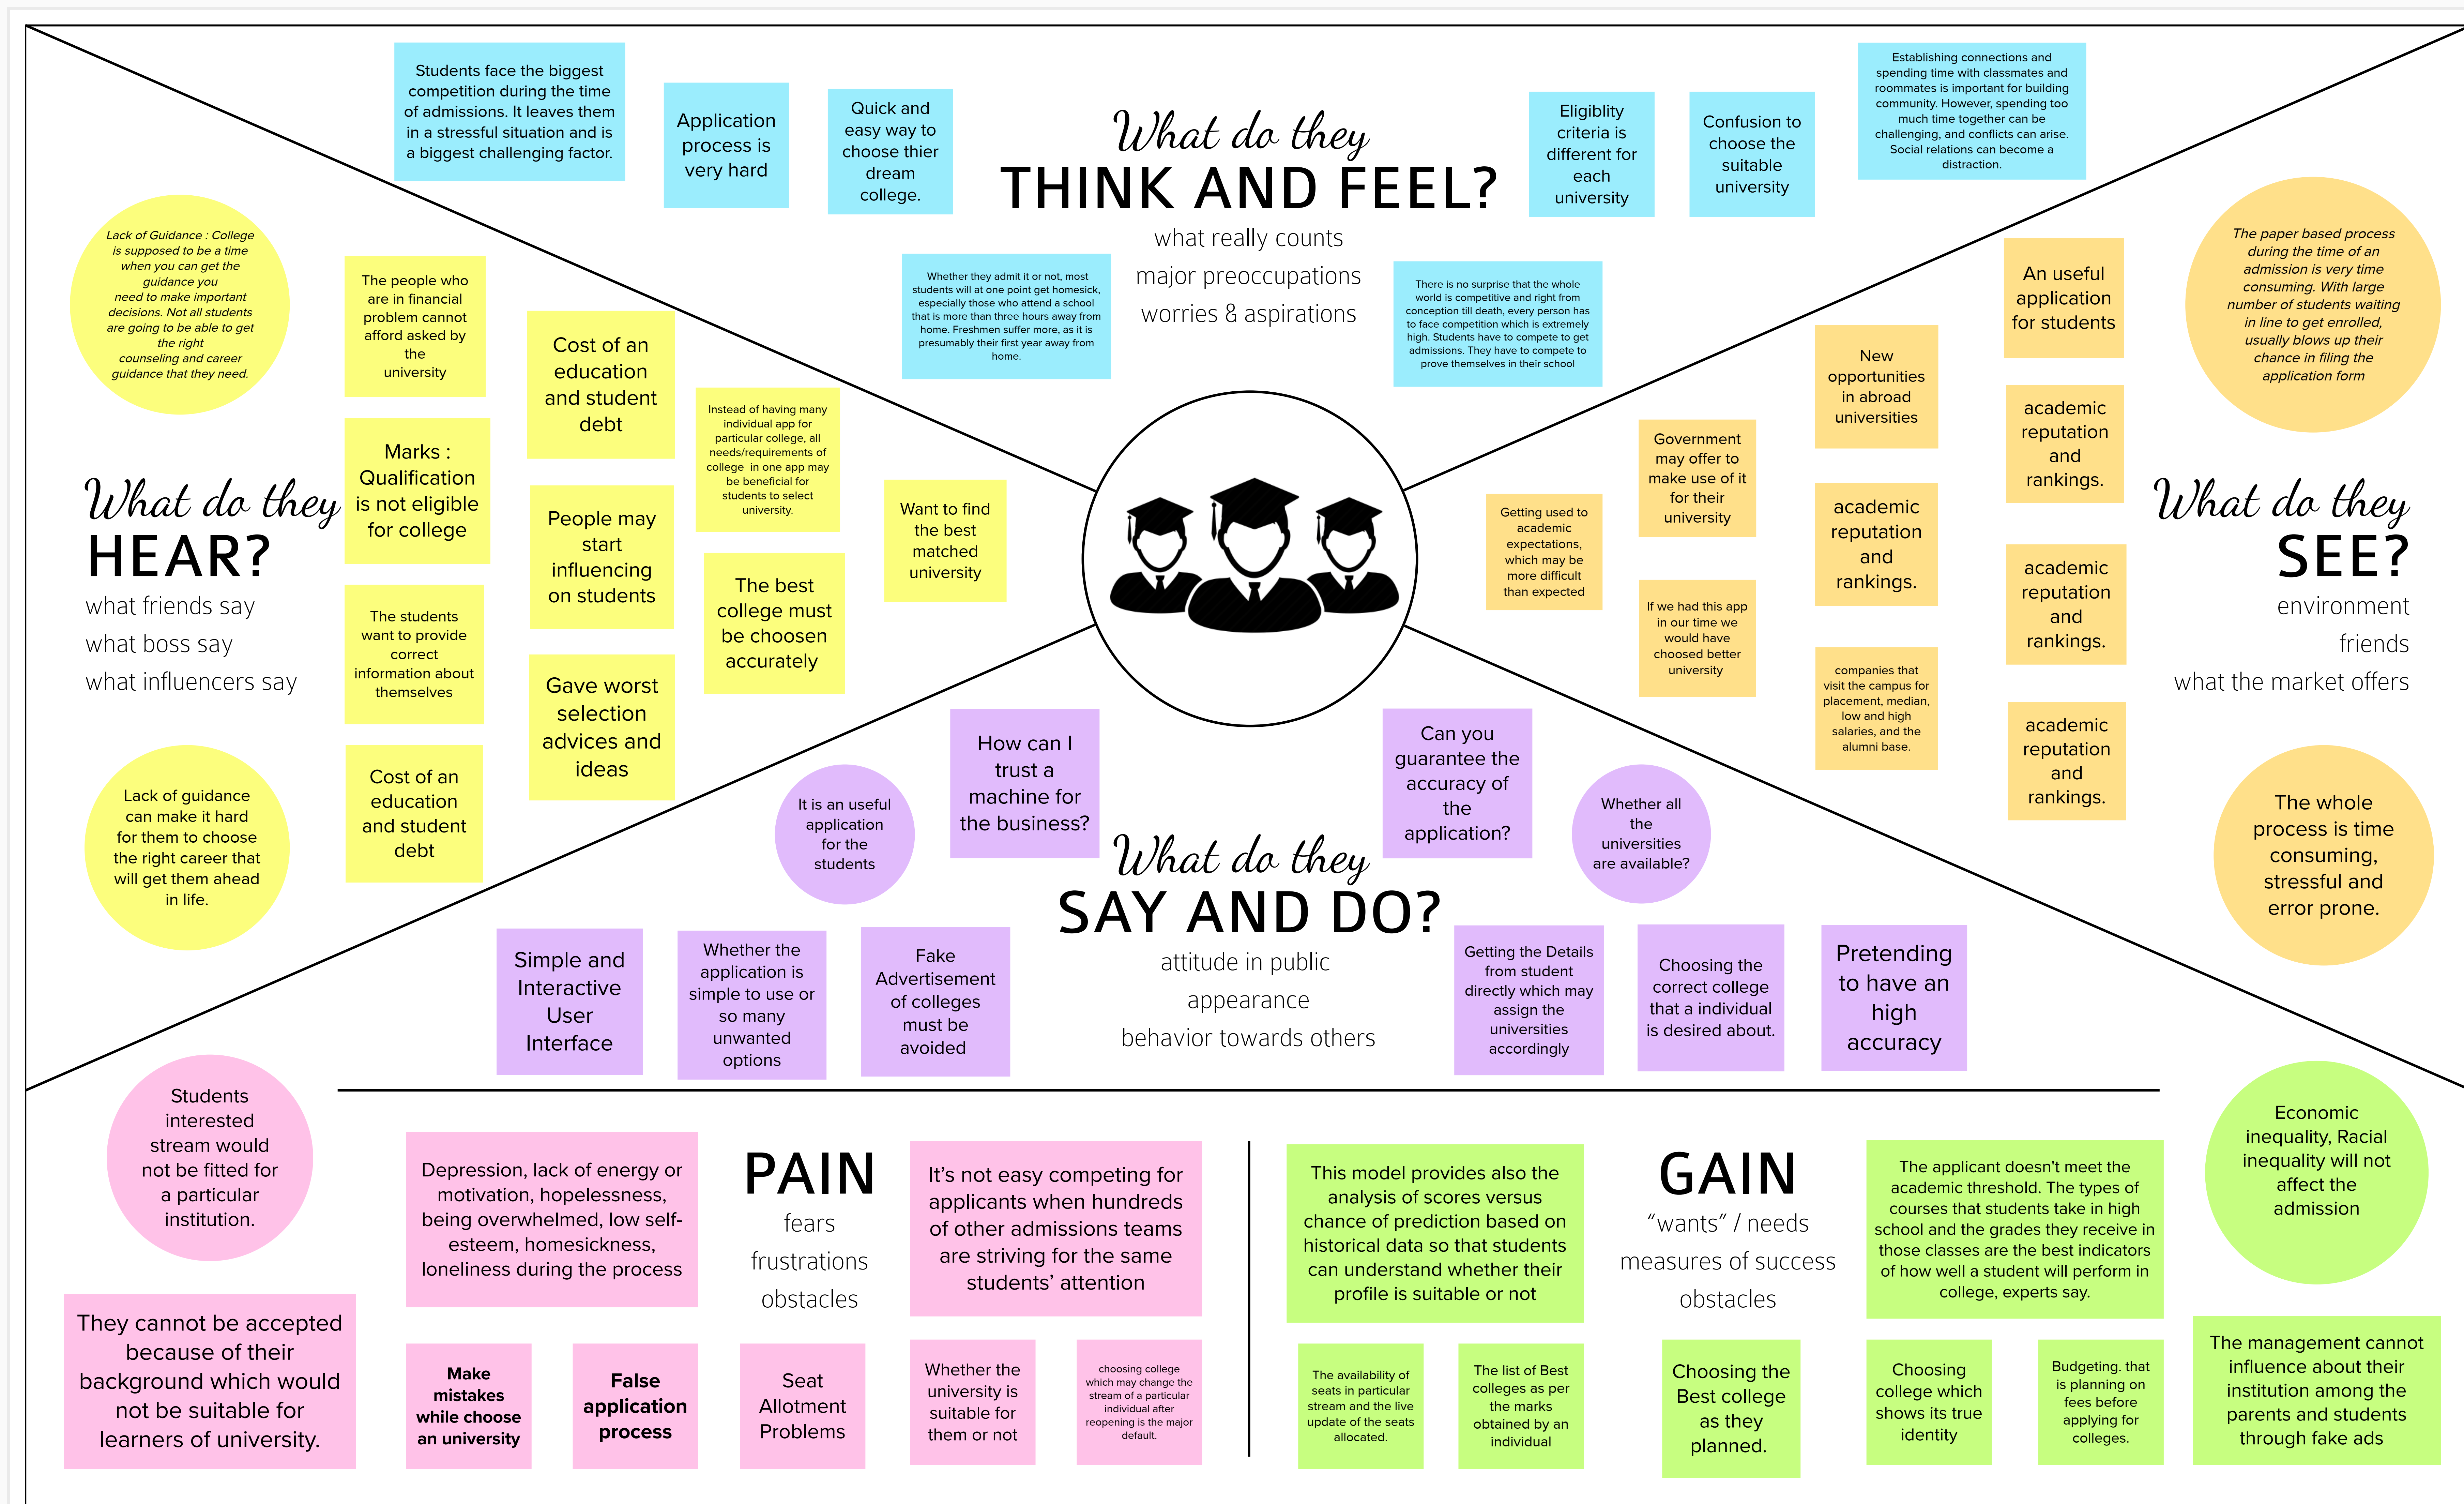 Students face the biggest
competition during the time
of admissions. It leaves them
in a stressful situation and is
a biggest challenging factor.
Application
process is
very hard
Quick and
easy way to
choose thier
dream
college.
What do they
THINK AND FEEL?
what really counts
major preoccupations
worries & aspirations
Eligiblity
criteria is
different for
each
university
Confusion to
choose the
suitable
university
Establishing connections and
spending time with classmates and
roommates is important for building
community. However, spending too
much time together can be
challenging, and conflicts can arise.
Social relations can become a
distraction.
Whether they admit it or not, most
students will at one point get homesick,
especially those who attend a school
that is more than three hours away from
home. Freshmen suffer more, as it is
presumably their first year away from
home.
There is no surprise that the whole
world is competitive and right from
conception till death, every person has
to face competition which is extremely
high. Students have to compete to get
admissions. They have to compete to
prove themselves in their school
Lack of Guidance : College
is supposed to be a time
when you can get the
guidance you
need to make important
decisions. Not all students
are going to be able to get
the right
counseling and career
guidance that they need.
The people who
are in financial
problem cannot
afford asked by
the
university
Cost of an
education
and student
debt
Instead of having many
individual app for
particular college, all
needs/requirements of
college in one app may
be beneficial for
students to select
university.
Want to find
the best
matched
university
What do they
HEAR?
what friends say
what boss say
what influencers say
Marks :
Qualification
is not eligible
for college
People may
start
influencing
on students
The best
college must
be choosen
accurately
The students
want to provide
correct
information about
themselves
Gave worst
selection
advices and
ideas
Lack of guidance
can make it hard
for them to choose
the right career that
will get them ahead
in life.
Cost of an
education
and student
debt
Getting used to
academic
expectations,
which may be
more difficult
than expected
Government
may offer to
make use of it
for their
university
If we had this app
in our time we
would have
choosed better
university
New
opportunities
in abroad
universities
academic
reputation
and
rankings.
companies that
visit the campus for
placement, median,
low and high
salaries, and the
alumni base.
An useful
application
for students
academic
reputation
and
rankings.
academic
reputation
and
rankings.
academic
reputation
and
rankings.
The paper based process
during the time of an
admission is very time
consuming. With large
number of students waiting
in line to get enrolled,
usually blows up their
chance in filing the
application form
What do they
SEE?
environment
friends
what the market offers
The whole
process is time
consuming,
stressful and
error prone.
It is an useful
application
for the
students
How can I
trust a
machine for
the business?
Can you
guarantee the
accuracy of
the
application?
Whether all
the
universities
are available?
What do they
SAY AND DO?
attitude in public
appearance
behavior towards others
Simple and
Interactive
User
Interface
Whether the
application is
simple to use or
so many
unwanted
options
Fake
Advertisement
of colleges
must be
avoided
Getting the Details
from student
directly which may
assign the
universities
accordingly
Choosing the
correct college
that a individual
is desired about.
Pretending
to have an
high
accuracy
Students
interested
stream would
not be fitted for
a particular
institution.
Depression, lack of energy or
motivation, hopelessness,
being overwhelmed, low self-
esteem, homesickness,
loneliness during the process
PAIN
fears
frustrations
obstacles
It's not easy competing for
applicants when hundreds
of other admissions teams
are striving for the same
students' attention
They cannot be accepted
because of their
background which would
not be suitable for
learners of university.
Make
mistakes
while choose
an university
False
application
process
Seat
Allotment
Problems
Whether the
university is
suitable for
them or not
choosing college
which may change the
stream of a particular
individual after
reopening is the major
default.
This model provides also the
analysis of scores versus
chance of prediction based on
historical data so that students
can understand whether their
profile is suitable or not
GAIN
“wants” / needs
measures of success
obstacles
The applicant doesn't meet the
academic threshold. The types of
courses that students take in high
school and the grades they receive in
those classes are the best indicators
of how well a student will perform in
college, experts say.
Economic
inequality, Racial
inequality will not
affect the
admission
The availability of
seats in particular
stream and the live
update of the seats
allocated.
The list of Best
colleges as per
the marks
obtained by an
individual
Choosing the
Best college
as they
planned.
Choosing
college which
shows its true
identity
Budgeting. that
is planning on
fees before
applying for
colleges.
The management cannot
influence about their
institution among the
parents and students
through fake ads